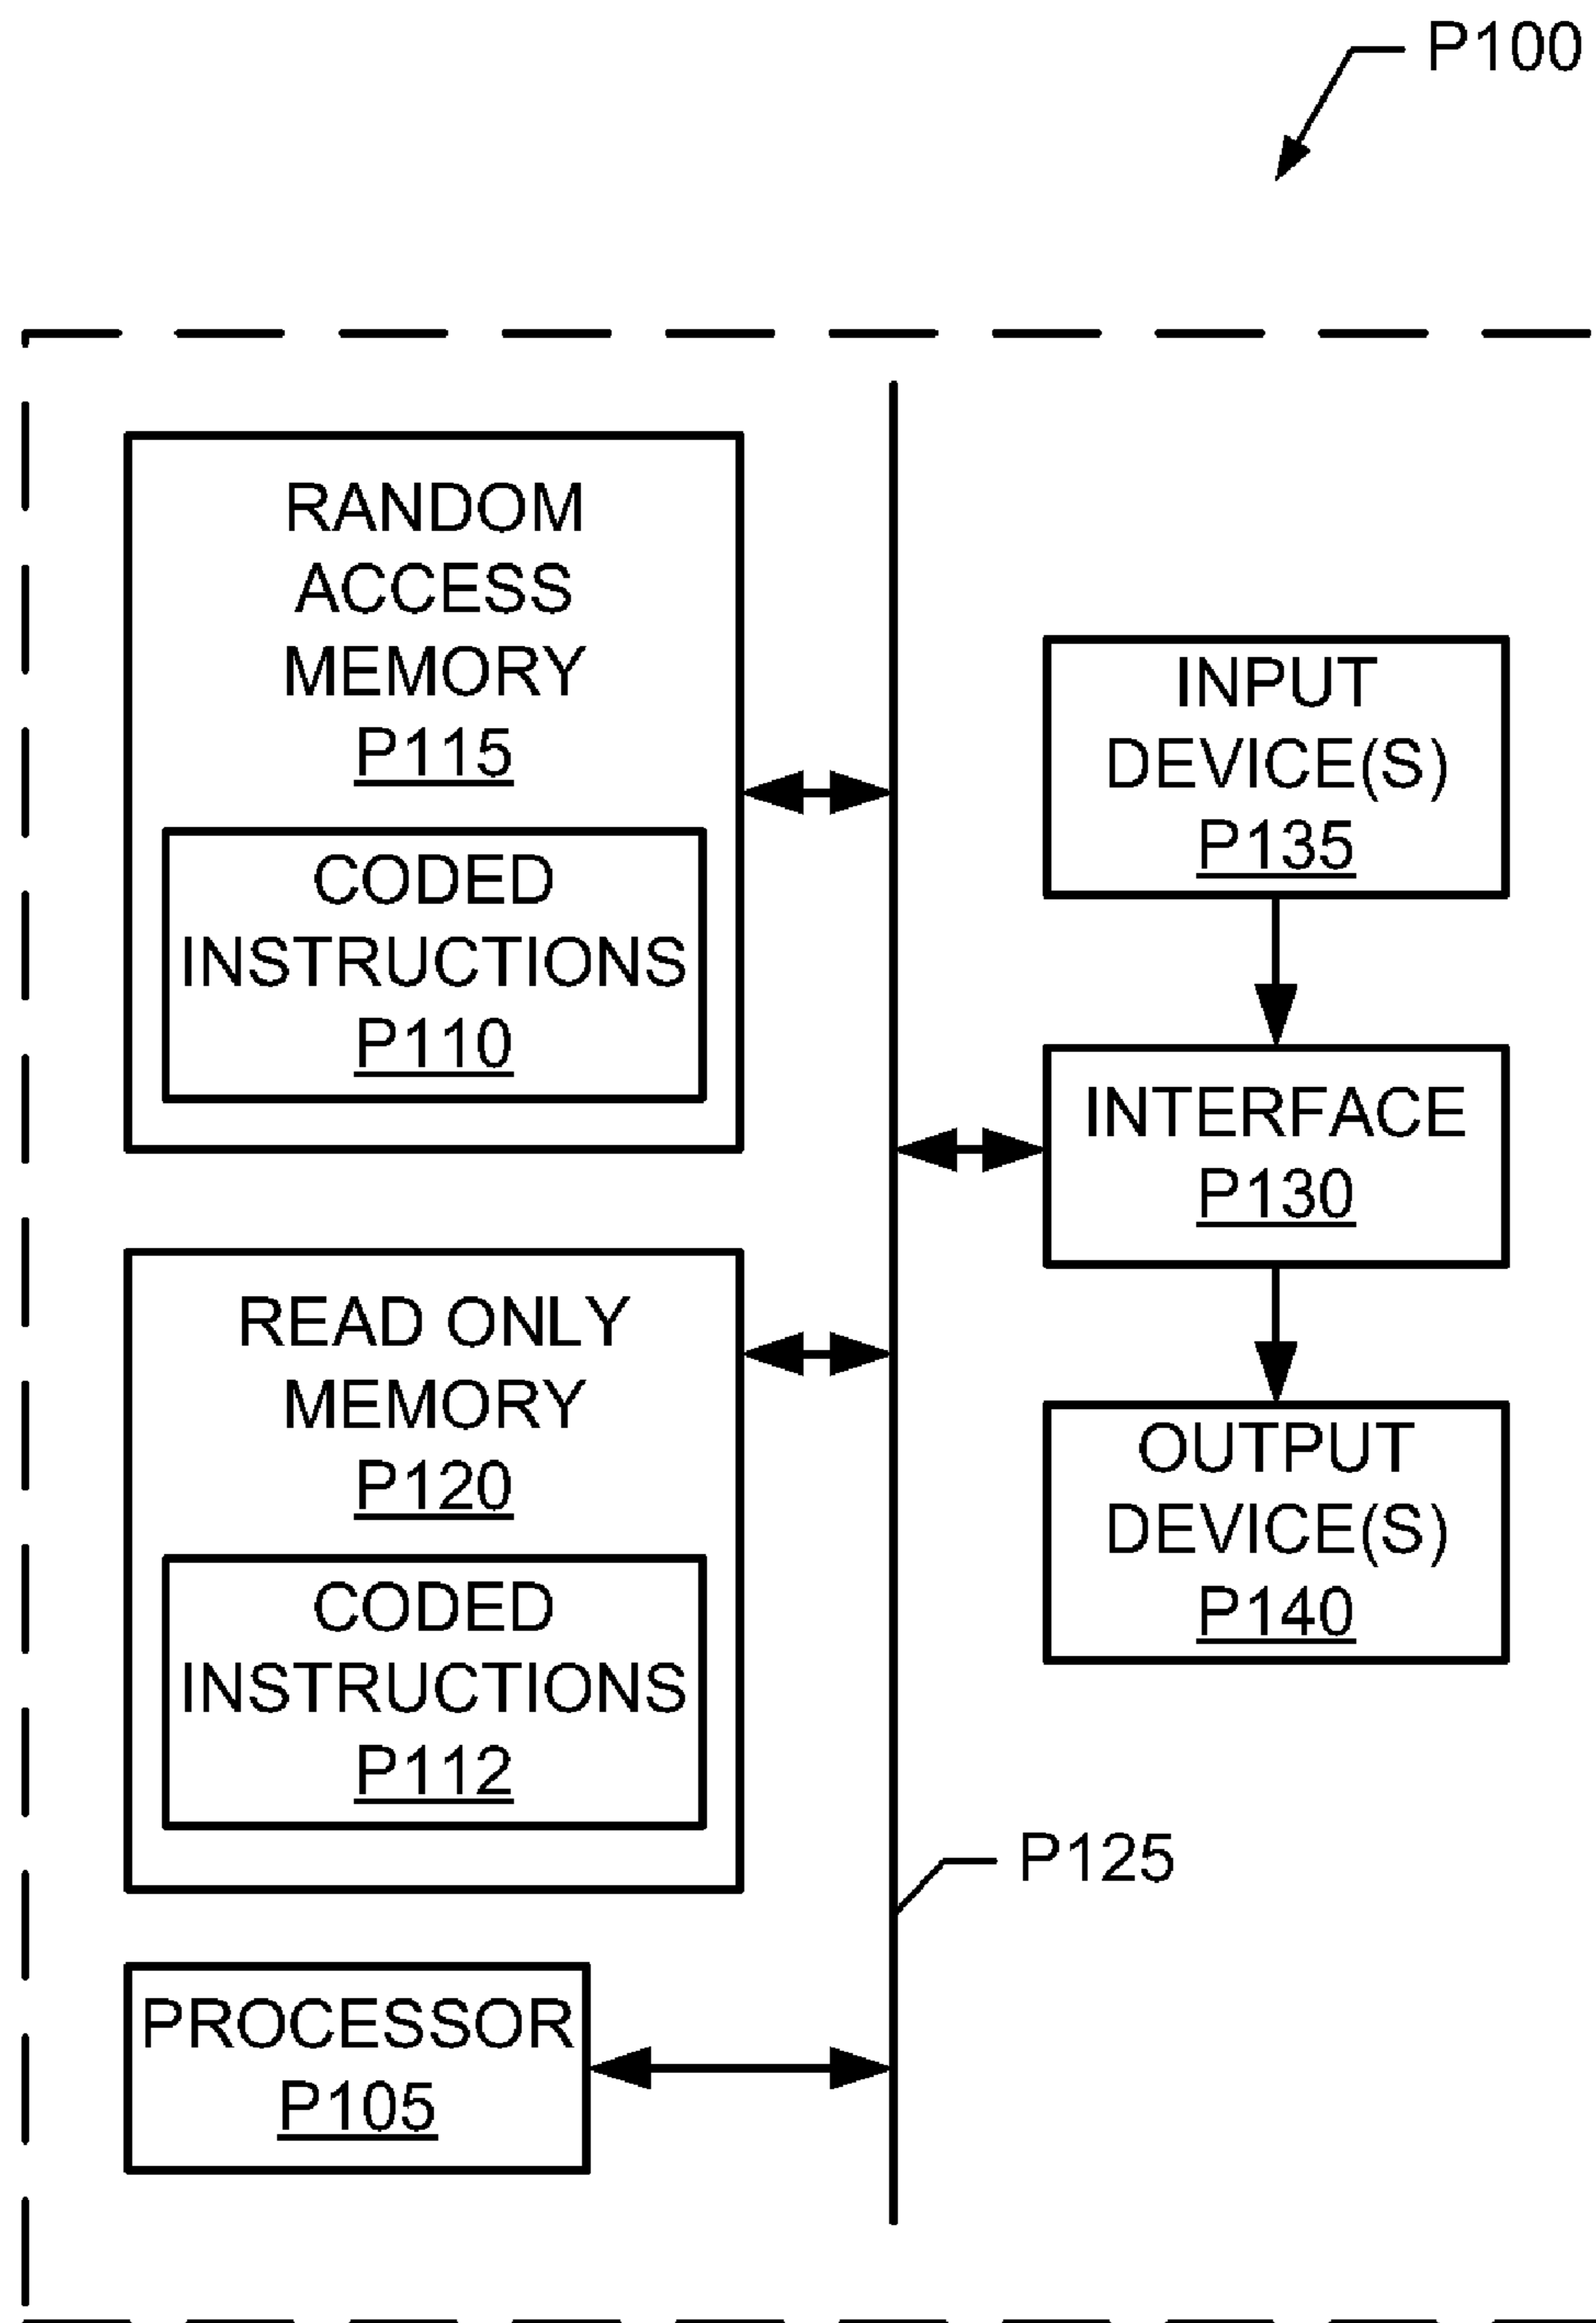 P100
RANDOM
ACCESS
MEMORY
P115
CODED
INSTRUCTIONS
P110
READ ONLY
MEMORY
P120
CODED
INSTRUCTIONS
P112
PROCESSOR
P105
INPUT
DEVICE(S)
P135
INTERFACE
P130
OUTPUT
DEVICE(S)
P140
P125